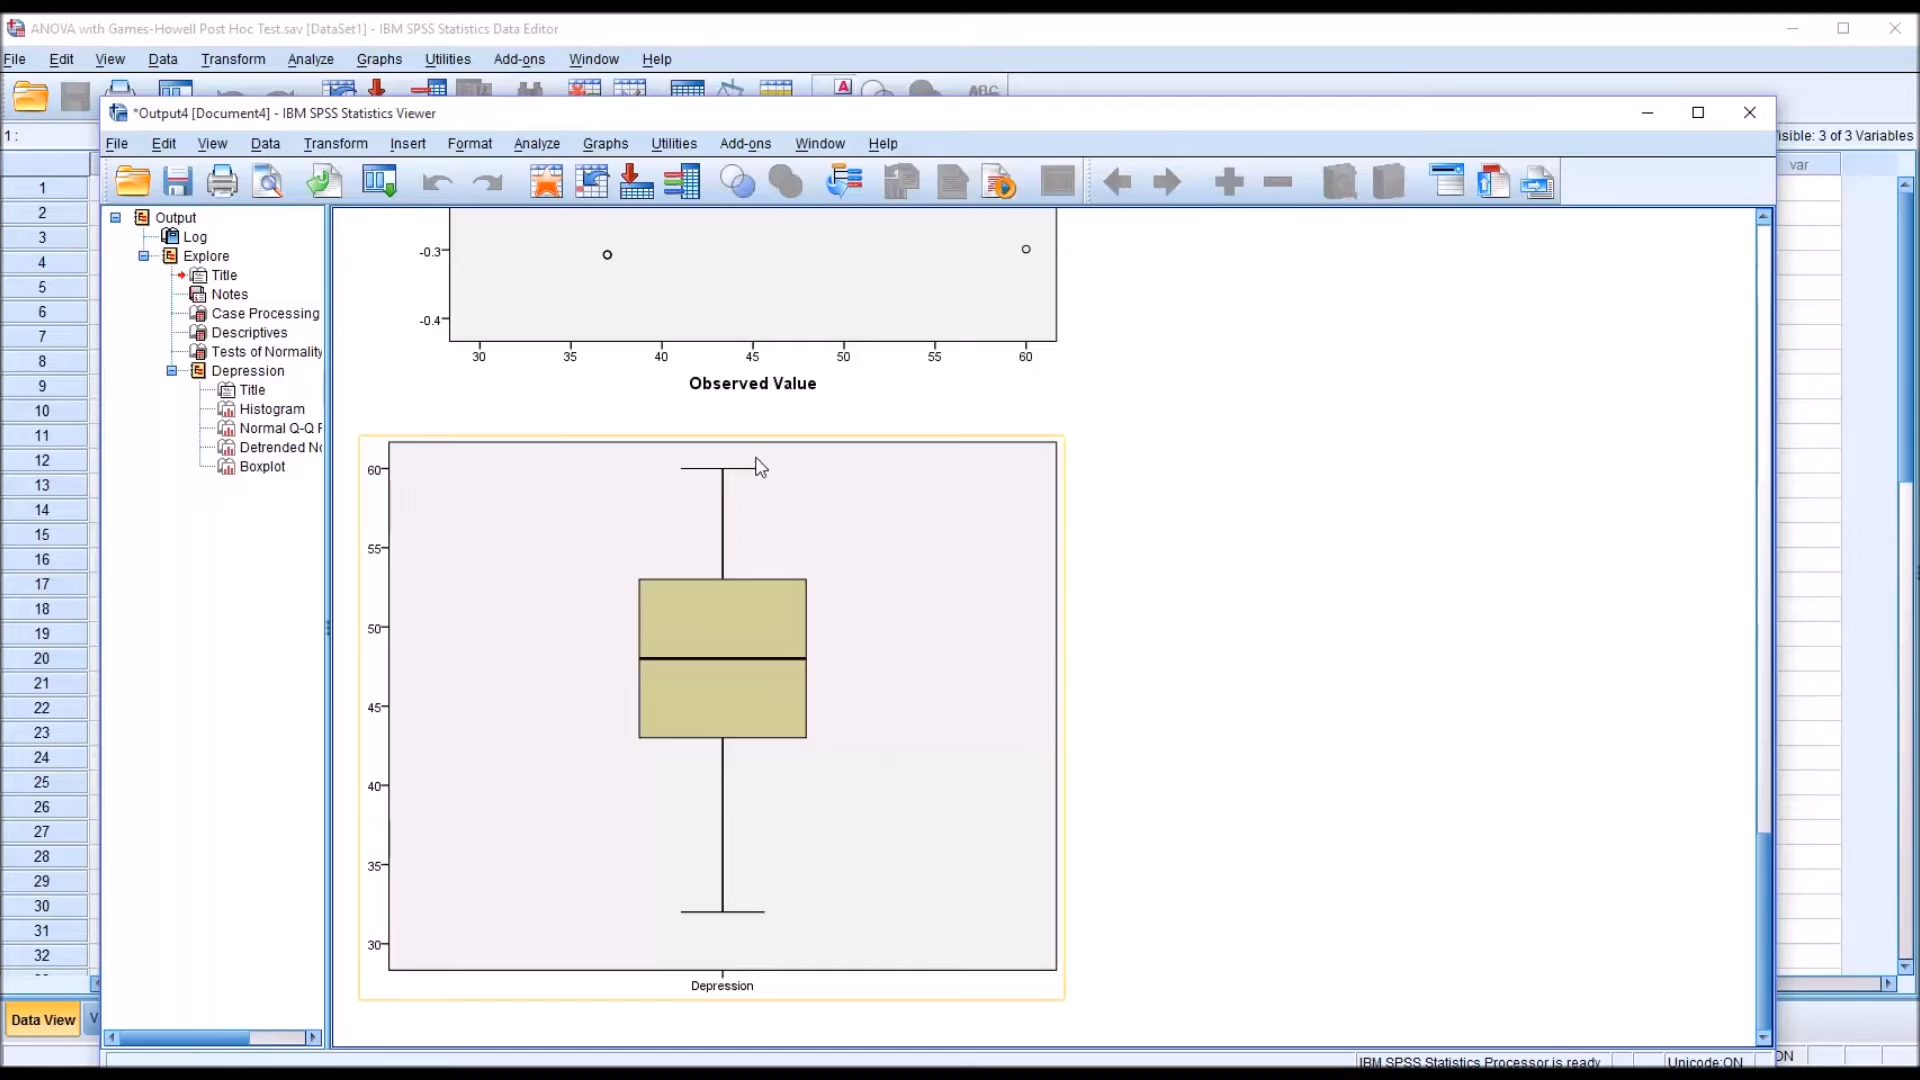 ANOVA with Games-Howell Post Hoc Test.sav [DataSet1] - IBM SPSS Statistics Data Editor
File Edit View Data Transform Analyze Graphs Utilities Add-ons Window Help
*Output4 [Document4] - IBM SPSS Statistics Viewer
1 :
isible: 3 of 3 Variables
File Edit View Data Transform Insert Format Analyze Graphs Utilities Add-ons Window Help
var
Output
Log
Explore
Title
Notes
Case Processing
Descriptives
Tests of Normality
Depression
Title
Histogram
Normal Q-Q
Detrended
Boxplot
1
2
3
4
5
6
7
8
9
10
11
12
13
14
15
16
17
18
19
20
21
22
23
24
25
26
27
28
29
30
31
32
-0.3
-0.4
30 35 40 45 50 55 60
Observed Value
60
55
50
45
40
35
30
Depression
Data View
V
IBM SPSS Statistics Processor is ready
Unicode:ON
ON